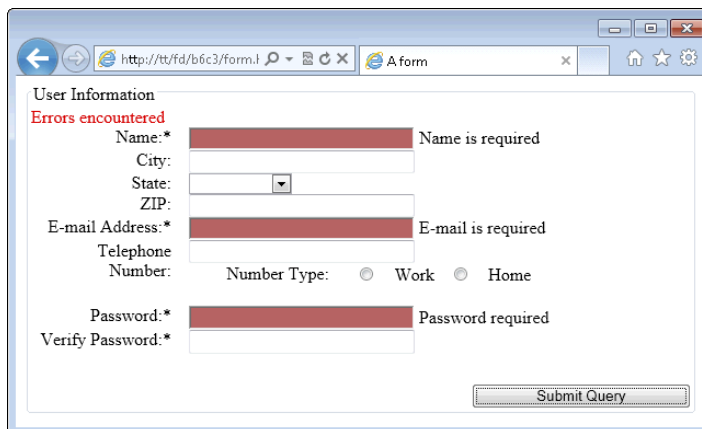 http://tt/fd/b6c3/form.h
A form
User Information
Errors encountered
Name:* Name is required
City:
State:
ZIP:
E-mail Address:* E-mail is required
Telephone
Number: Number Type: Work Home
Password:* Password required
Verify Password:*
Submit Query